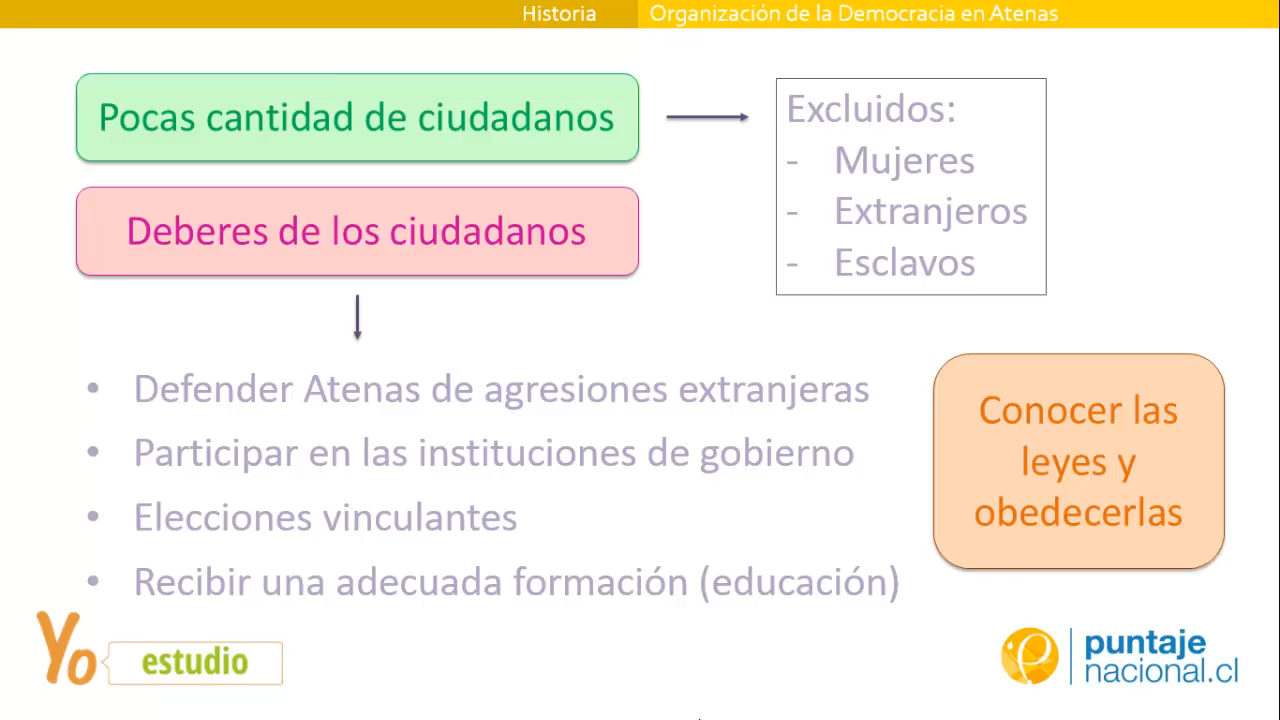 Historia
Organización de la Democracia en Atenas
Pocas cantidad de ciudadanos
Excluidos:
- Mujeres
- Extranjeros
- Esclavos
Deberes de los ciudadanos
• Defender Atenas de agresiones extranjeras
• Participar en las instituciones de gobierno
• Elecciones vinculantes
• Recibir una adecuada formación (educación)
Conocer las
leyes y
obedecerlas
Yo
estudio
puntaje
nacional.cl